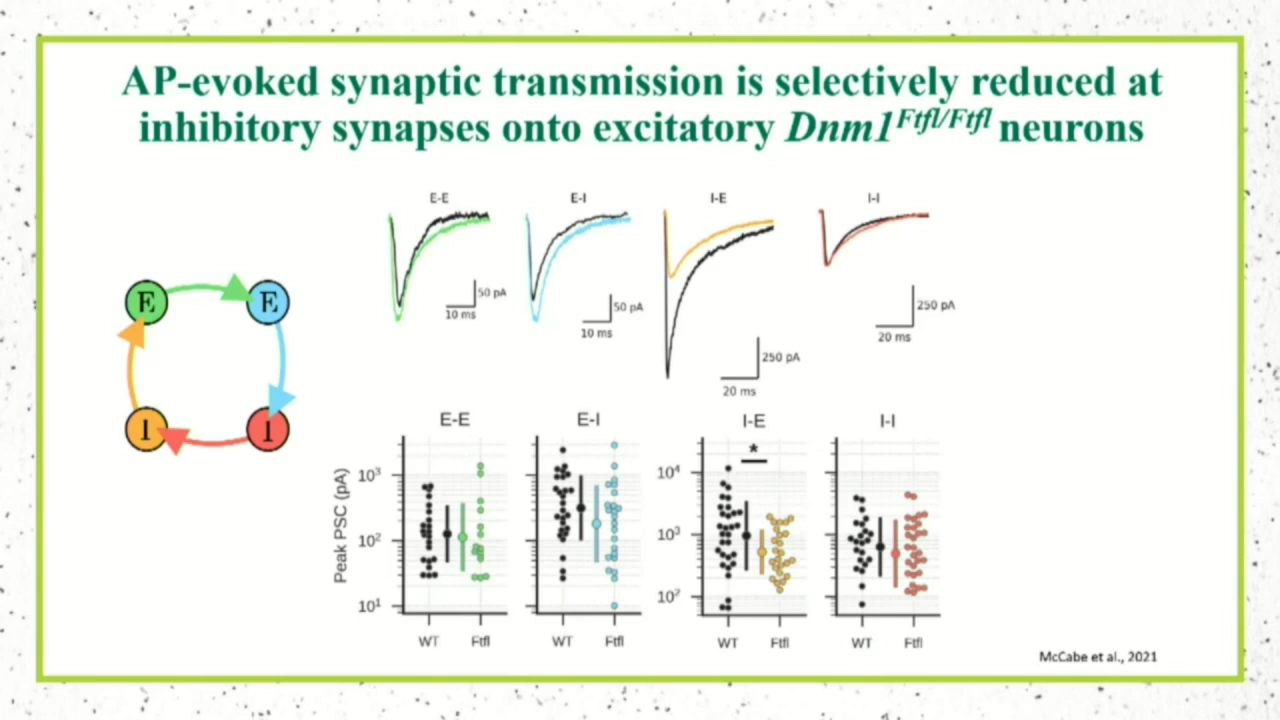 AP-evoked synaptic transmission is selectively reduced at
inhibitory synapses onto excitatory Dnm1^Ftfl/Ftfl neurons
E-E
E-I
I-E
I-I
50 pA
10 ms
50 pA
10 ms
250 pA
20 ms
250 pA
20 ms
E
E
I
I
E-E
E-I
I-E
I-I
Peak PSC (pA)
10³
10²
10¹
*
10⁴
10³
10²
WT
Ftfl
WT
Ftfl
WT
Ftfl
WT
Ftfl
McCabe et al., 2021